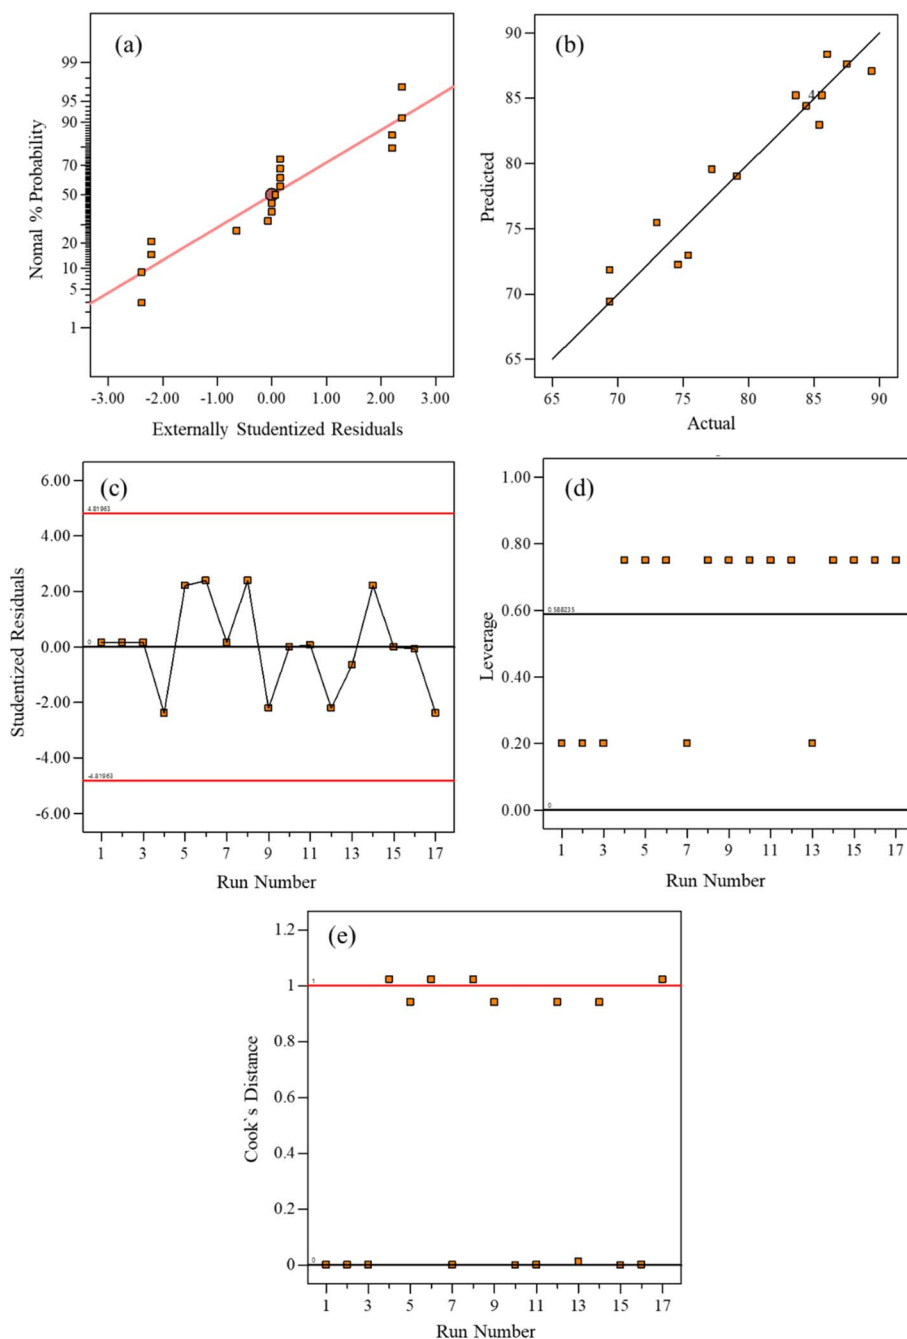 (a)
Nomal % Probability
99
95
90
70
50
20
10
5
1
-3.00 -2.00 -1.00 0.00 1.00 2.00 3.00
Externally Studentized Residuals
(b)
Predicted
90
85
80
75
70
65
4
65 70 75 80 85 90
Actual
(c)
Studentized Residuals
6.00
4.00
2.00
0.00
-2.00
-4.00
-6.00
4.81963
0
-4.81963
1 3 5 7 9 11 13 15 17
Run Number
(d)
Leverage
1.00
0.80
0.60
0.40
0.20
0.00
0.588235
0
1 3 5 7 9 11 13 15 17
Run Number
(e)
Cook`s Distance
1.2
1
0.8
0.6
0.4
0.2
0
1
0
1 3 5 7 9 11 13 15 17
Run Number